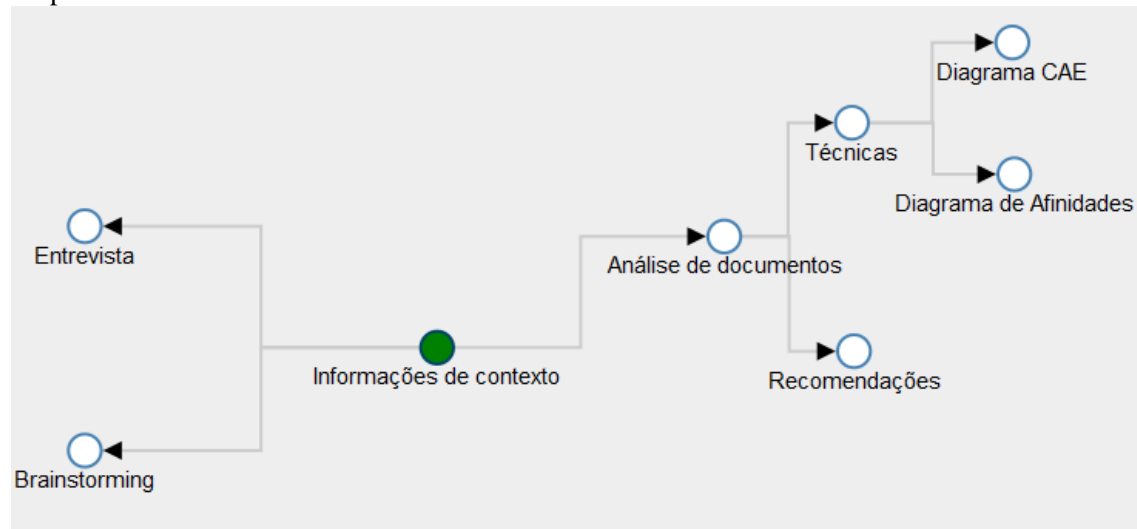 Diagrama CAE
Técnicas
Diagrama de Afinidades
Entrevista
Análise de documentos
Informações de contexto
Recomendações
Brainstorming